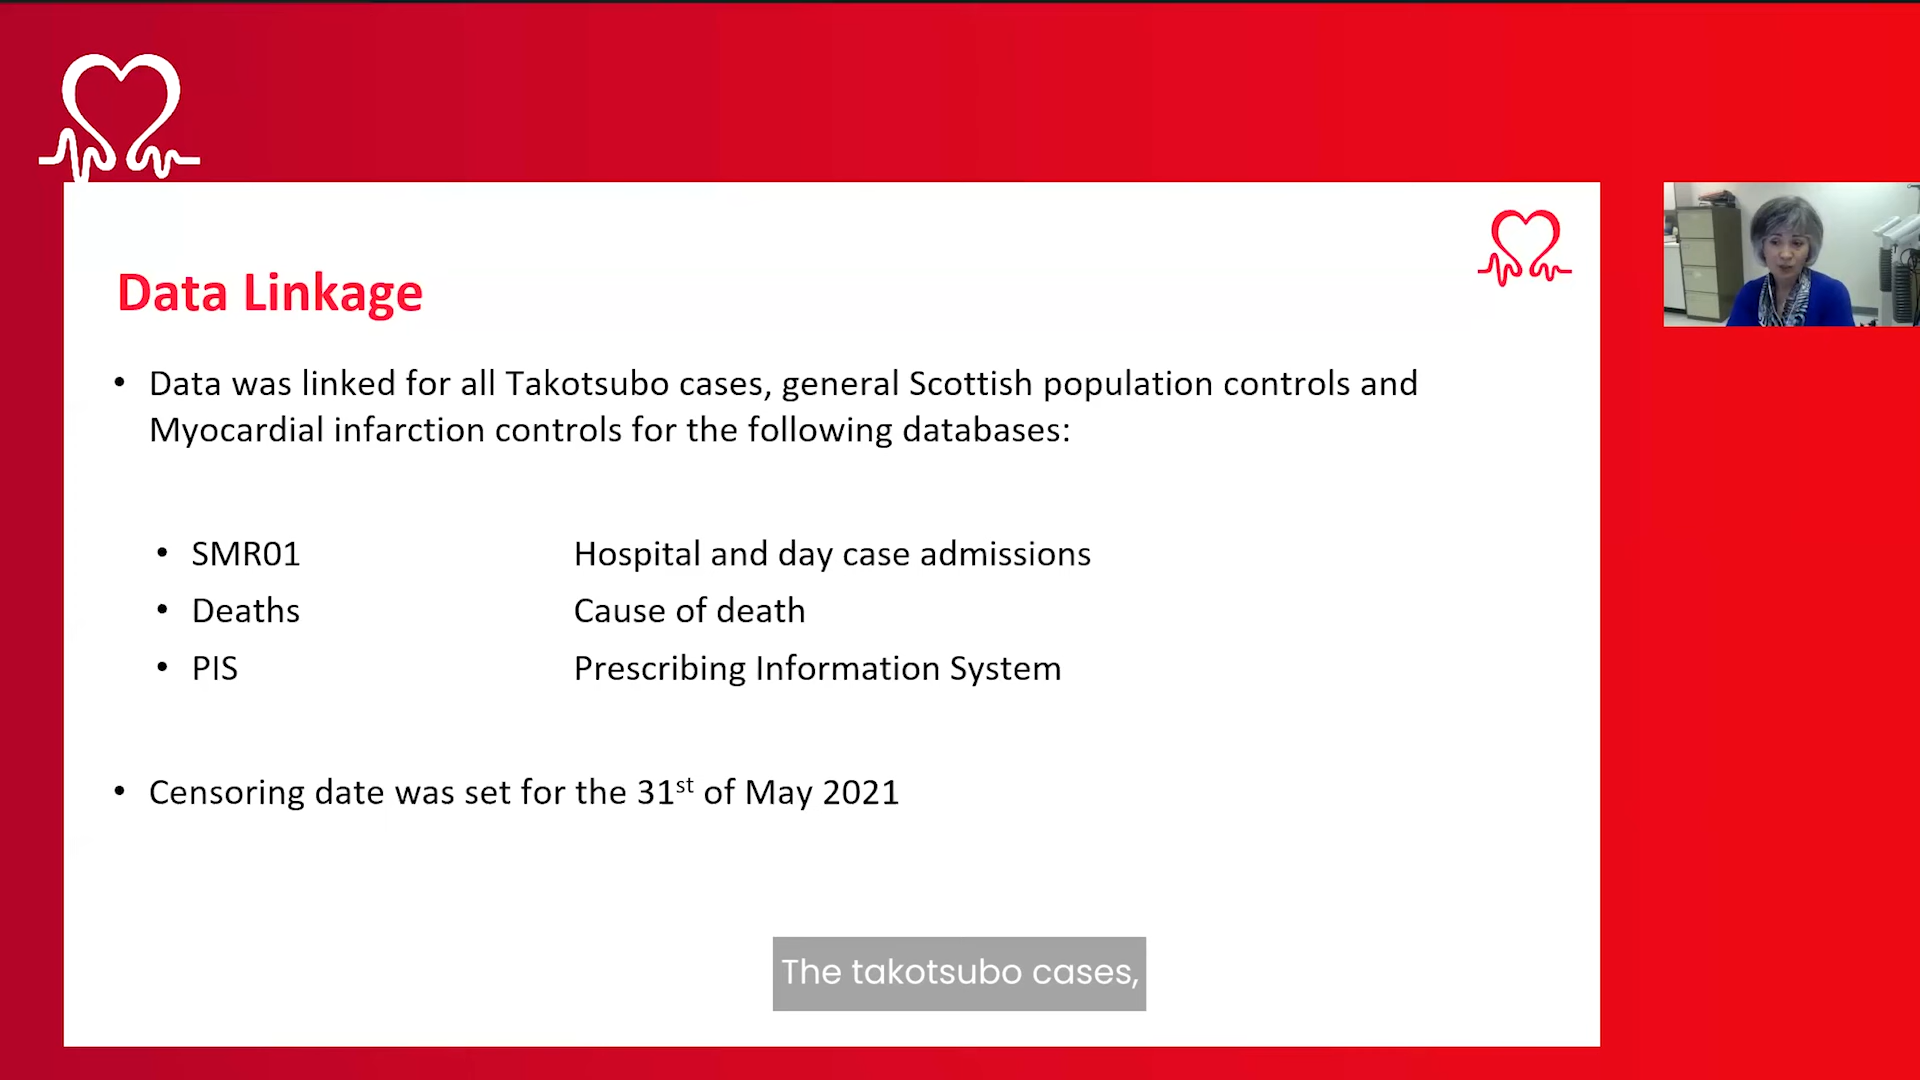 Data Linkage
• Data was linked for all Takotsubo cases, general Scottish population controls and
Myocardial infarction controls for the following databases:
• SMR01 Hospital and day case admissions
• Deaths Cause of death
• PIS Prescribing Information System
• Censoring date was set for the 31st of May 2021
The takotsubo cases,